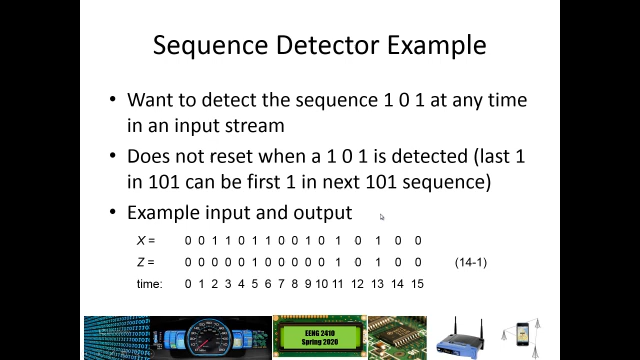 Sequence Detector Example
• Want to detect the sequence 1 0 1 at any time
in an input stream
• Does not reset when a 1 0 1 is detected (last 1
in 101 can be first 1 in next 101 sequence)
• Example input and output
X = 0 0 1 1 0 1 1 0 0 1 0 1 0 1 0 0
Z = 0 0 0 0 0 1 0 0 0 0 0 1 0 1 0 0 (14-1)
time: 0 1 2 3 4 5 6 7 8 9 10 11 12 13 14 15
EENG 2410
Spring 2020